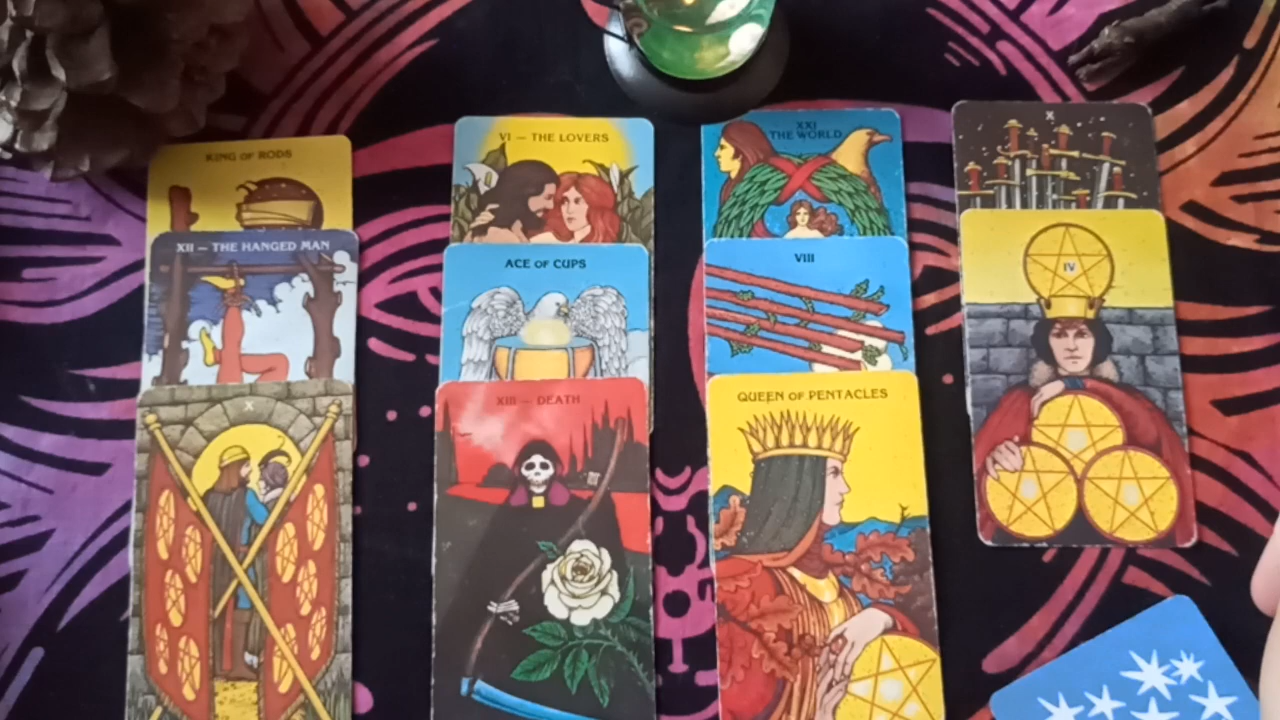 KING OF RODS
XII — THE HANGED MAN
X
VI — THE LOVERS
ACE OF CUPS
XIII — DEATH
XXI
THE WORLD
VIII
QUEEN OF PENTACLES
X
IV